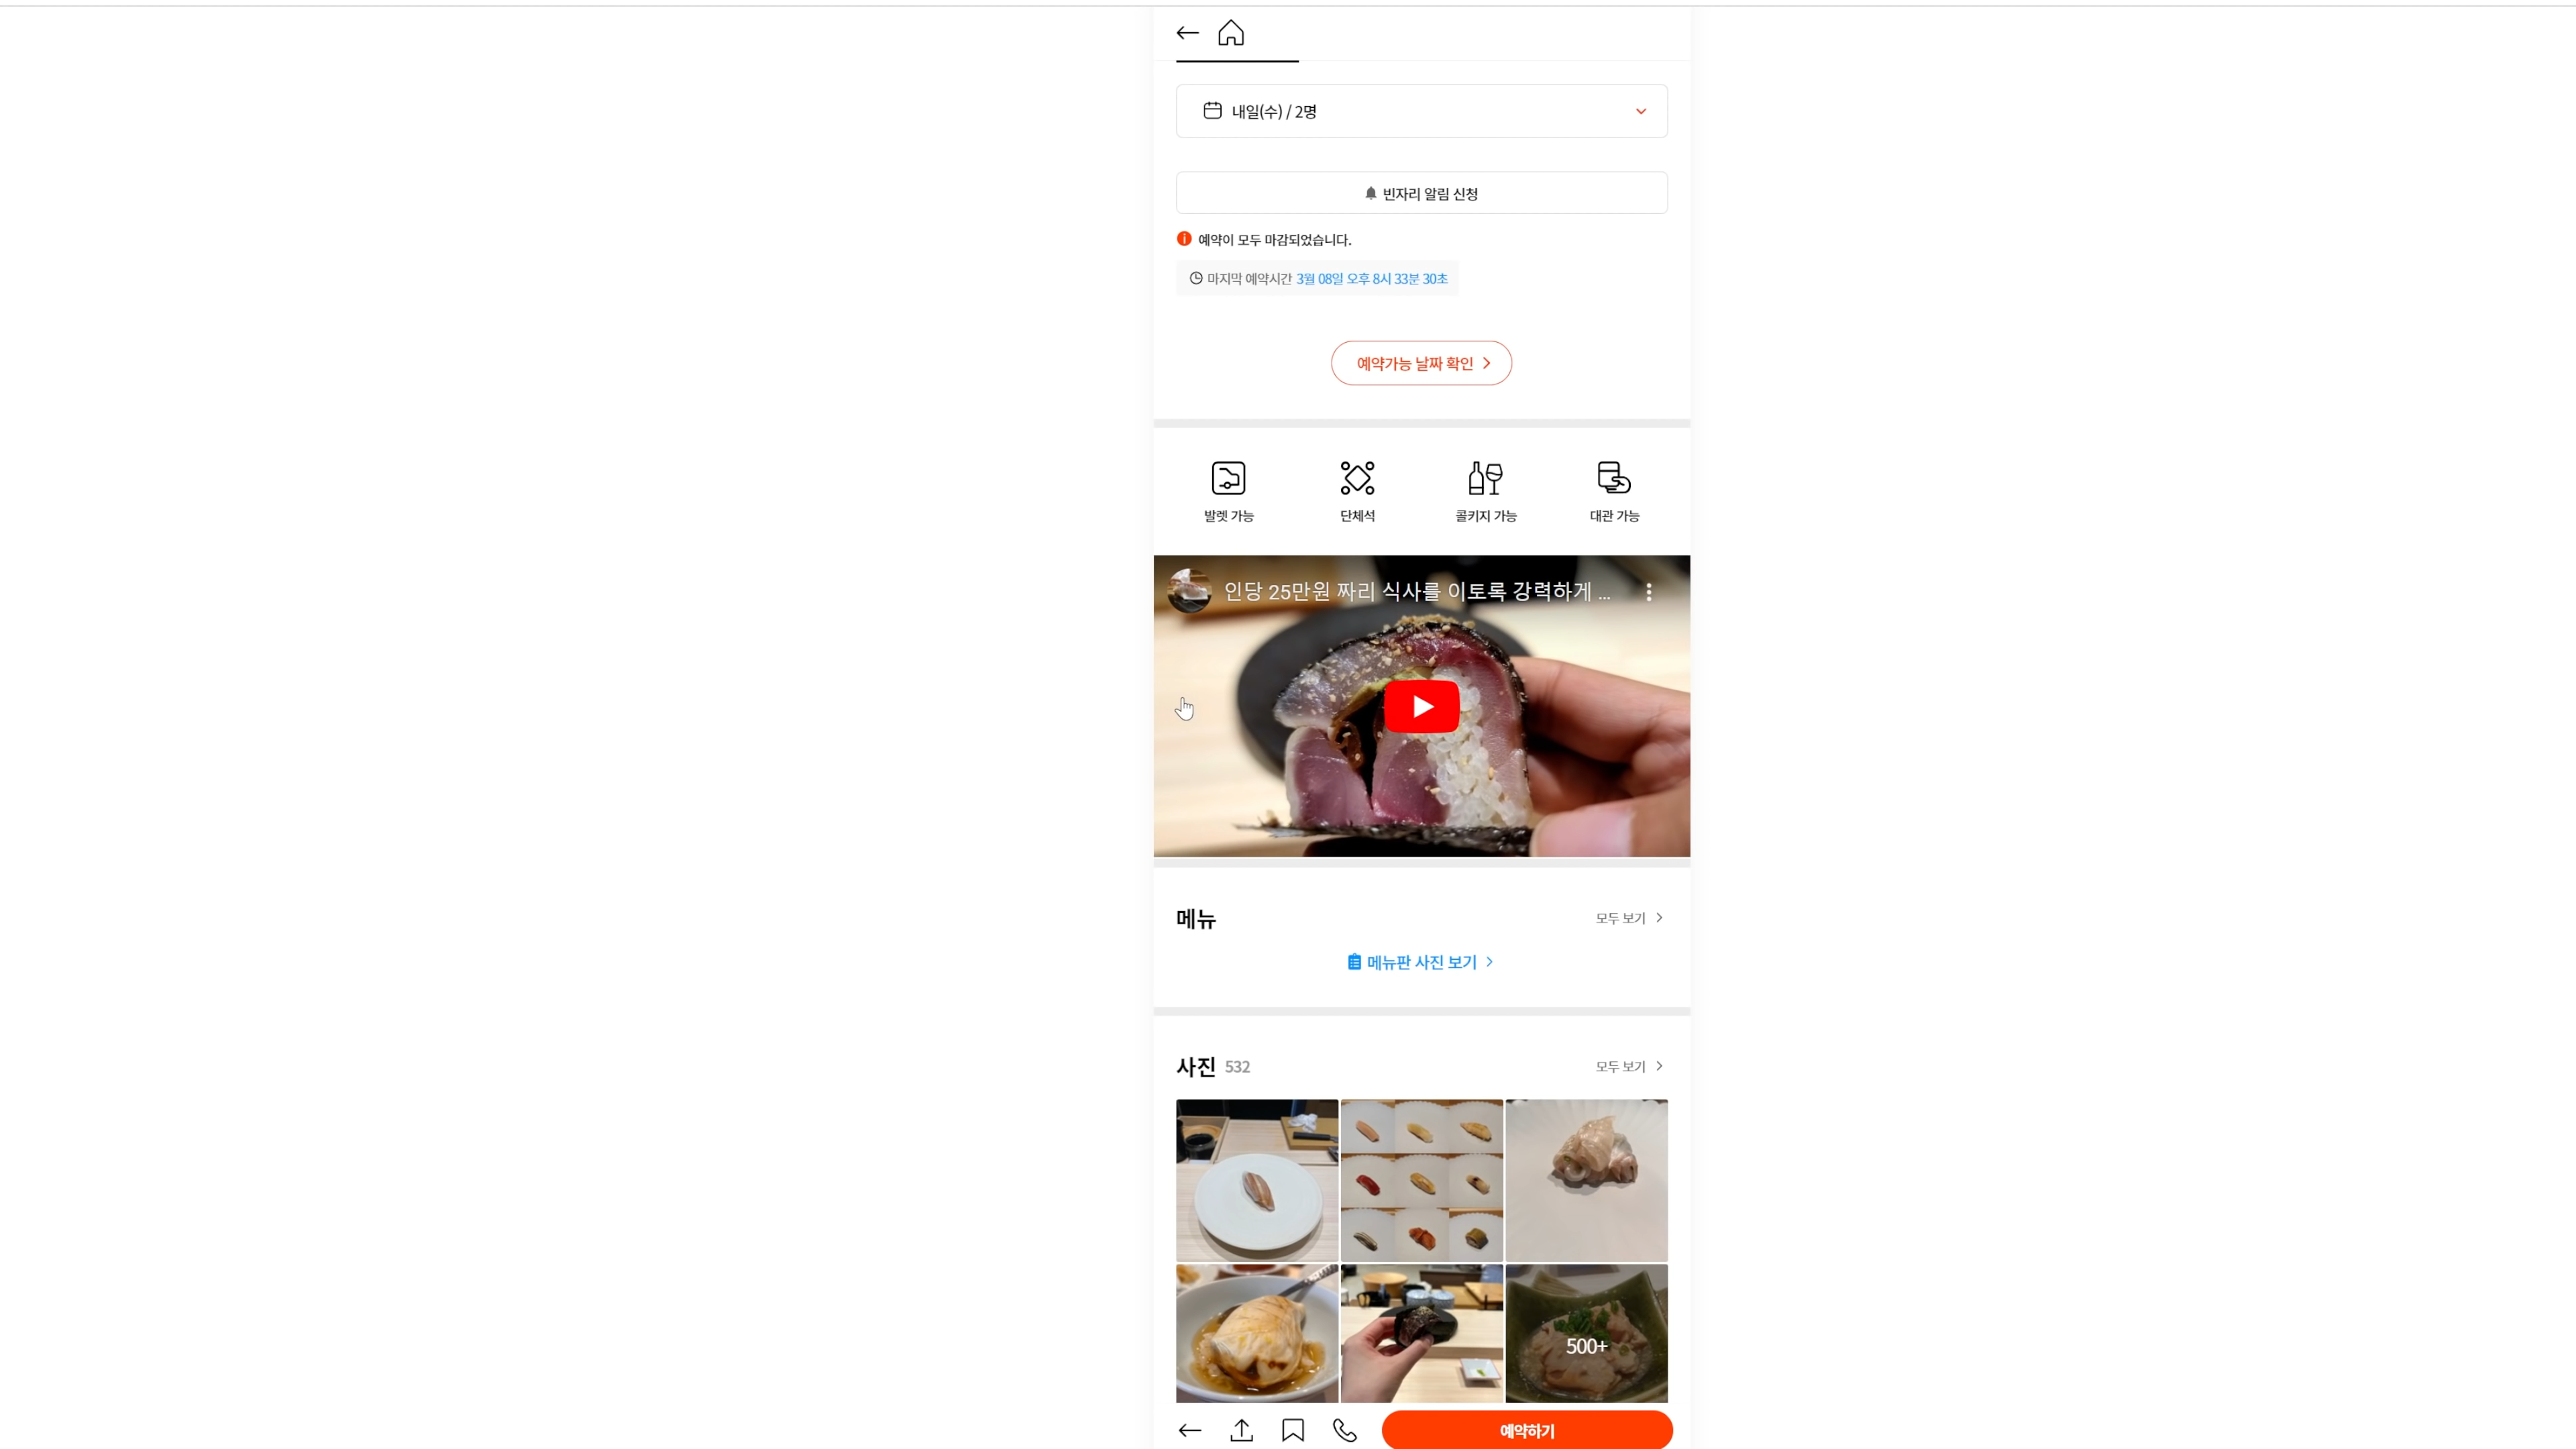 내일(수) / 2명
빈자리 알림 신청
예약이 모두 마감되었습니다.
마지막 예약시간 3월 08일 오후 8시 33분 30초
예약가능 날짜 확인
발렛 가능
단체석
콜키지 가능
대관 가능
인당 25만원 짜리 식사를 이토록 강력하게 ...
메뉴
모두 보기
메뉴판 사진 보기
사진 532
모두 보기
500+
예약하기